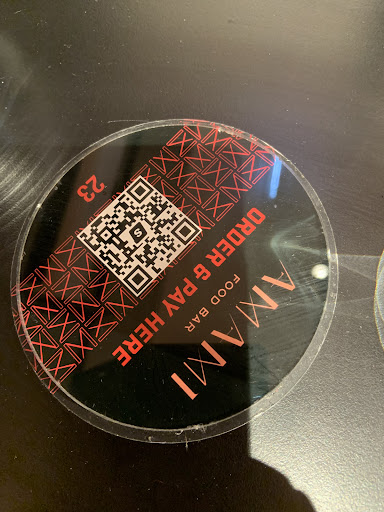 AMAMI
FOOD BAR
ORDER & PAY HERE
S
23